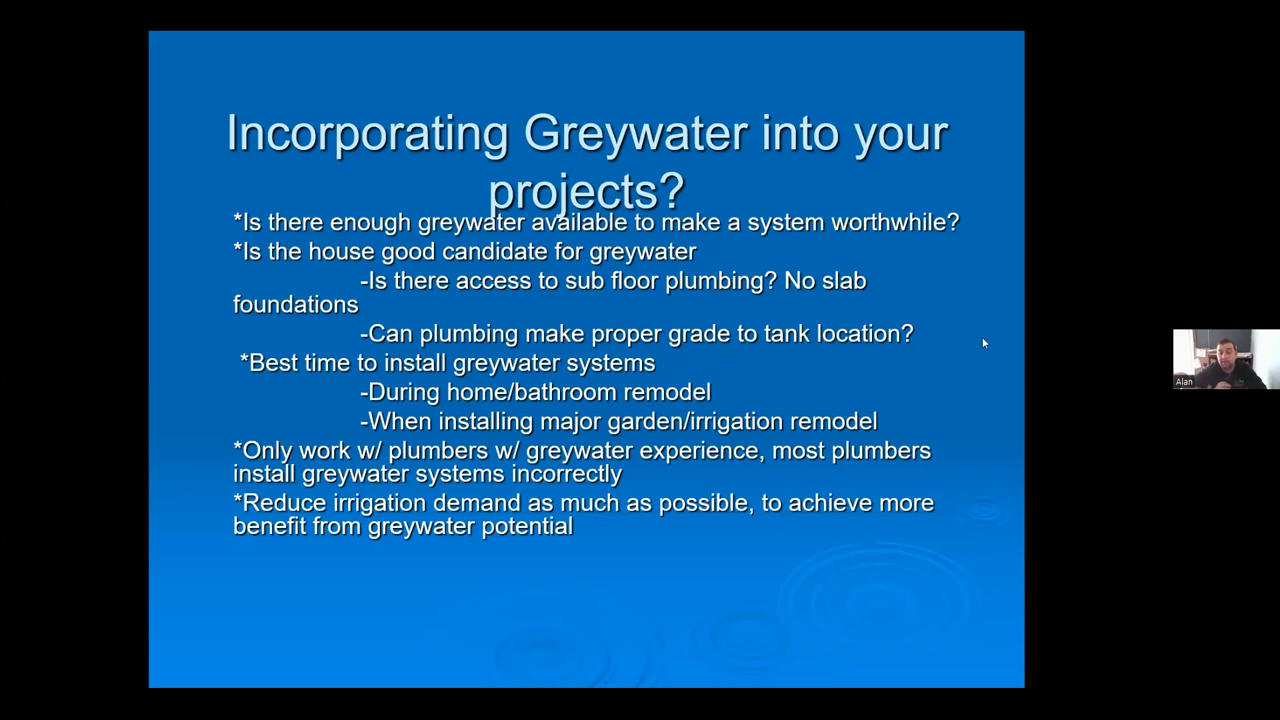 Incorporating Greywater into your
projects?
*Is there enough greywater available to make a system worthwhile?
*Is the house good candidate for greywater
-Is there access to sub floor plumbing? No slab
foundations
-Can plumbing make proper grade to tank location?
*Best time to install greywater systems
-During home/bathroom remodel
-When installing major garden/irrigation remodel
*Only work w/ plumbers w/ greywater experience, most plumbers
install greywater systems incorrectly
*Reduce irrigation demand as much as possible, to achieve more
benefit from greywater potential
Alan